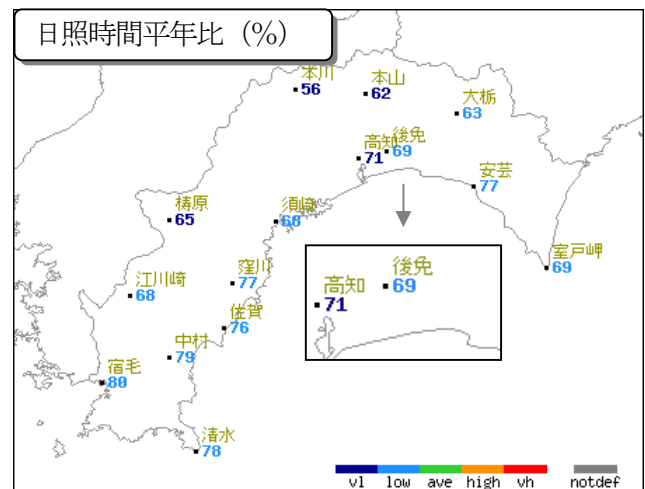 日照時間平年比（%）
本川
56
本山
62
大栃
63
高知
71
後免
69
安芸
77
梼原
65
須崎
68
室戸岬
69
江川崎
68
窪川
77
佐賀
76
中村
79
宿毛
80
清水
78
高知
71
後免
69
vl low ave high vh notdef